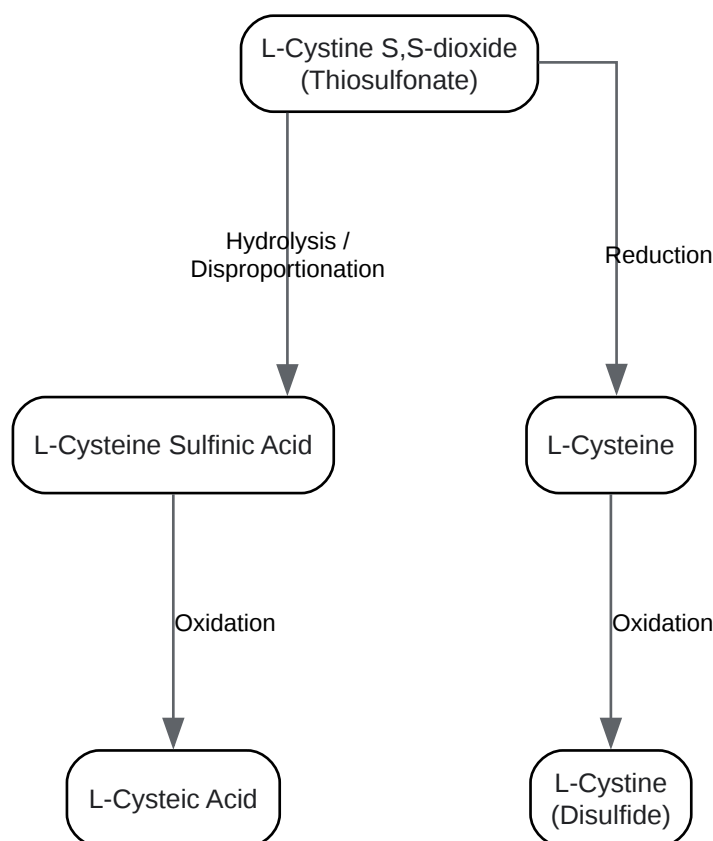 L-Cystine S,S-dioxide
(Thiosulfonate)
Hydrolysis /
Disproportionation
Reduction
L-Cysteine Sulfinic Acid
L-Cysteine
Oxidation
Oxidation
L-Cysteic Acid
L-Cystine
(Disulfide)